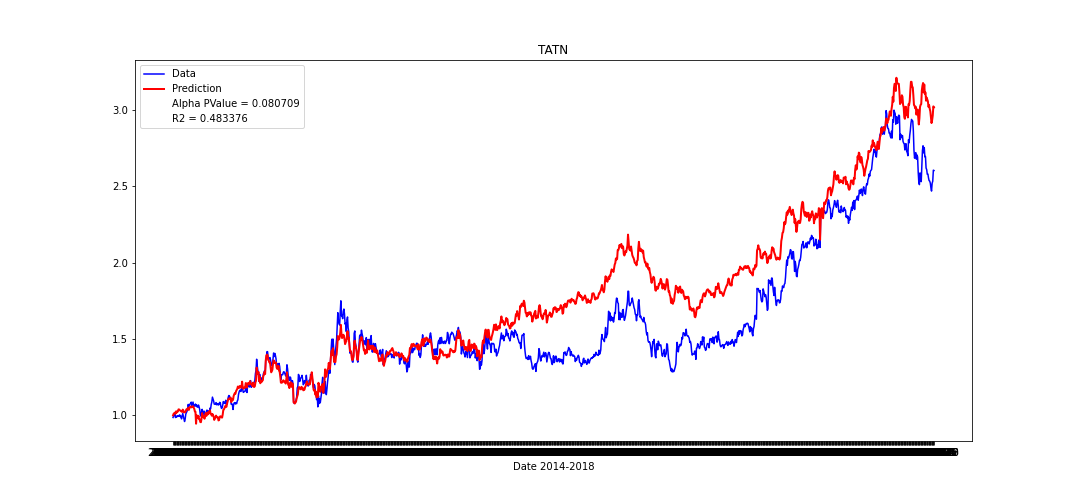 TATN
Data
Prediction
Alpha PValue = 0.080709
R2 = 0.483376
3.0
2.5
2.0
1.5
1.0
Date 2014-2018